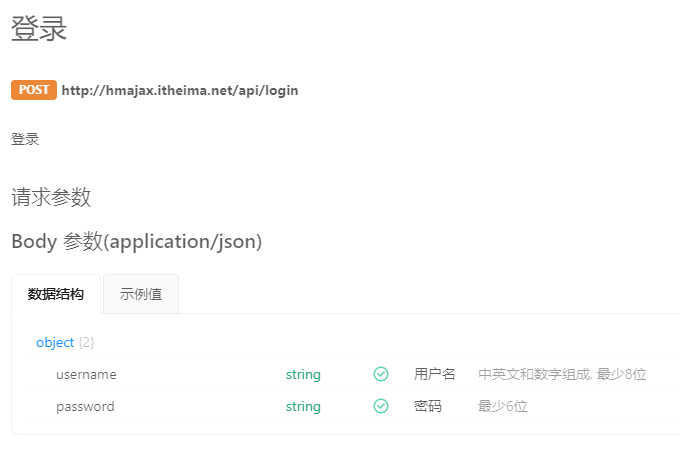 登录
POST http://hmajax.itheima.net/api/login
登录
请求参数
Body 参数(application/json)
数据结构 示例值
object {2}
username string 用户名 中英文和数字组成, 最少8位
password string 密码 最少6位